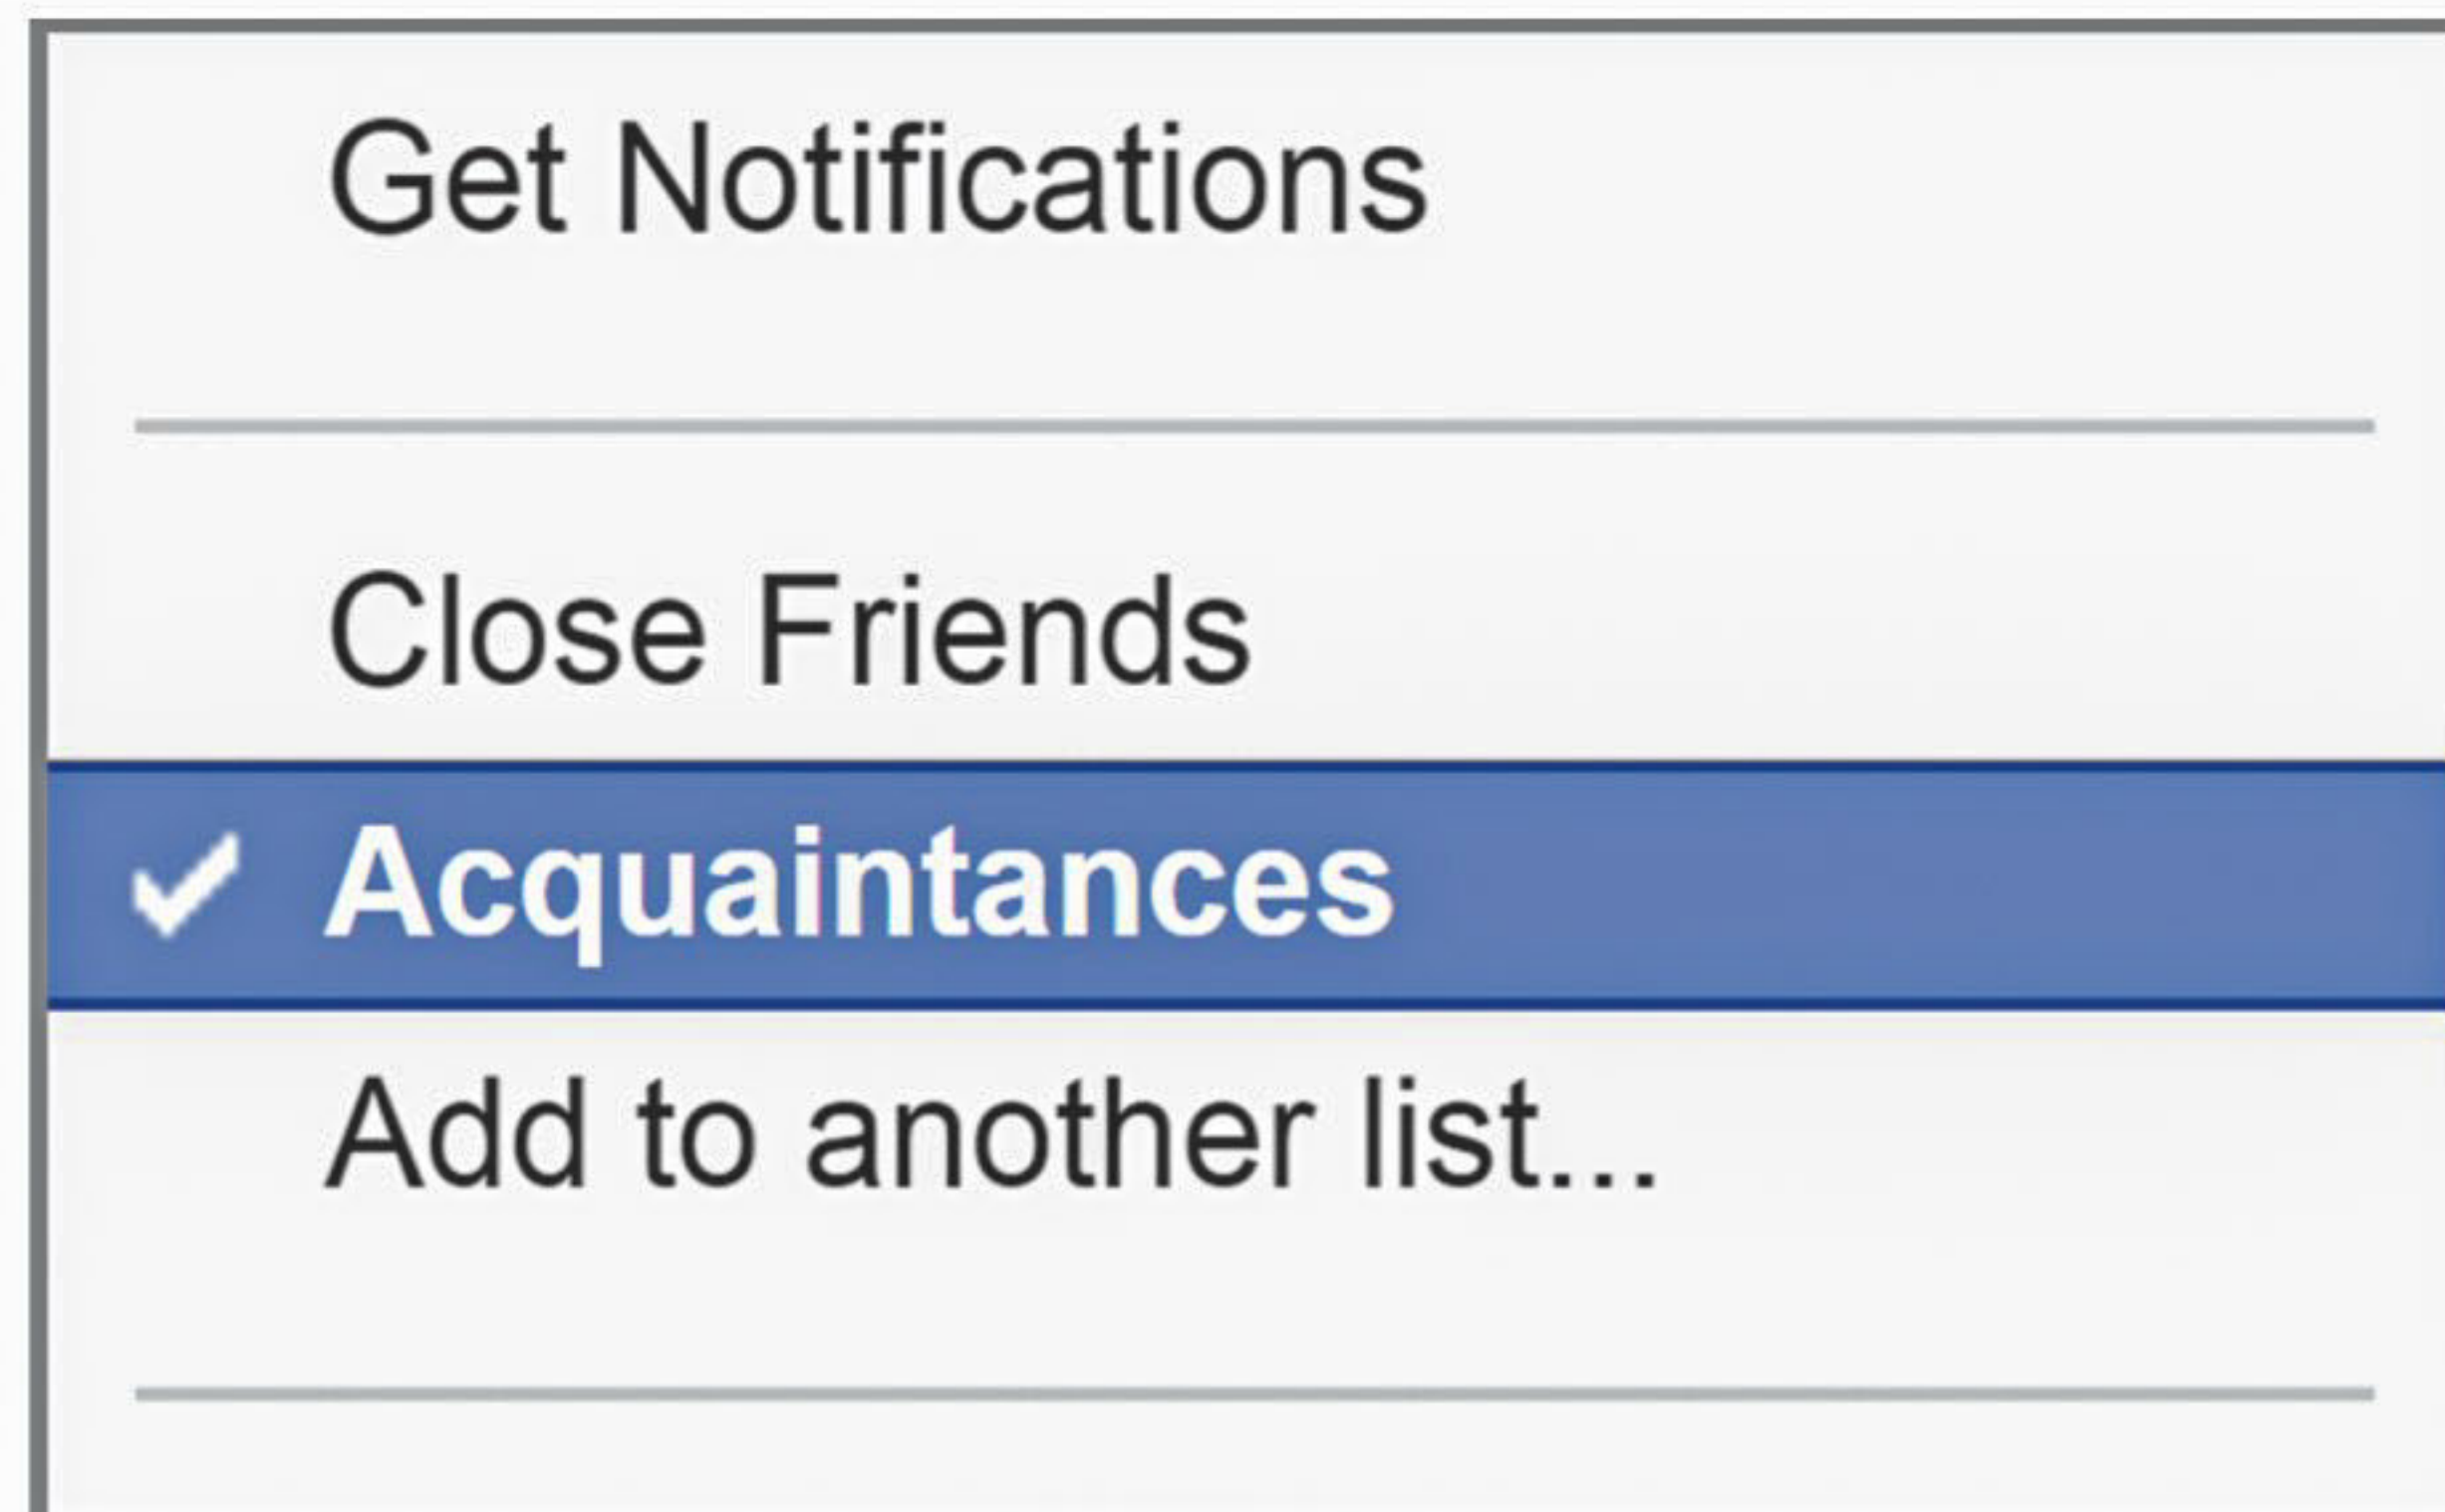 Get Notifications
Close Friends
Acquaintances
Add to another list...